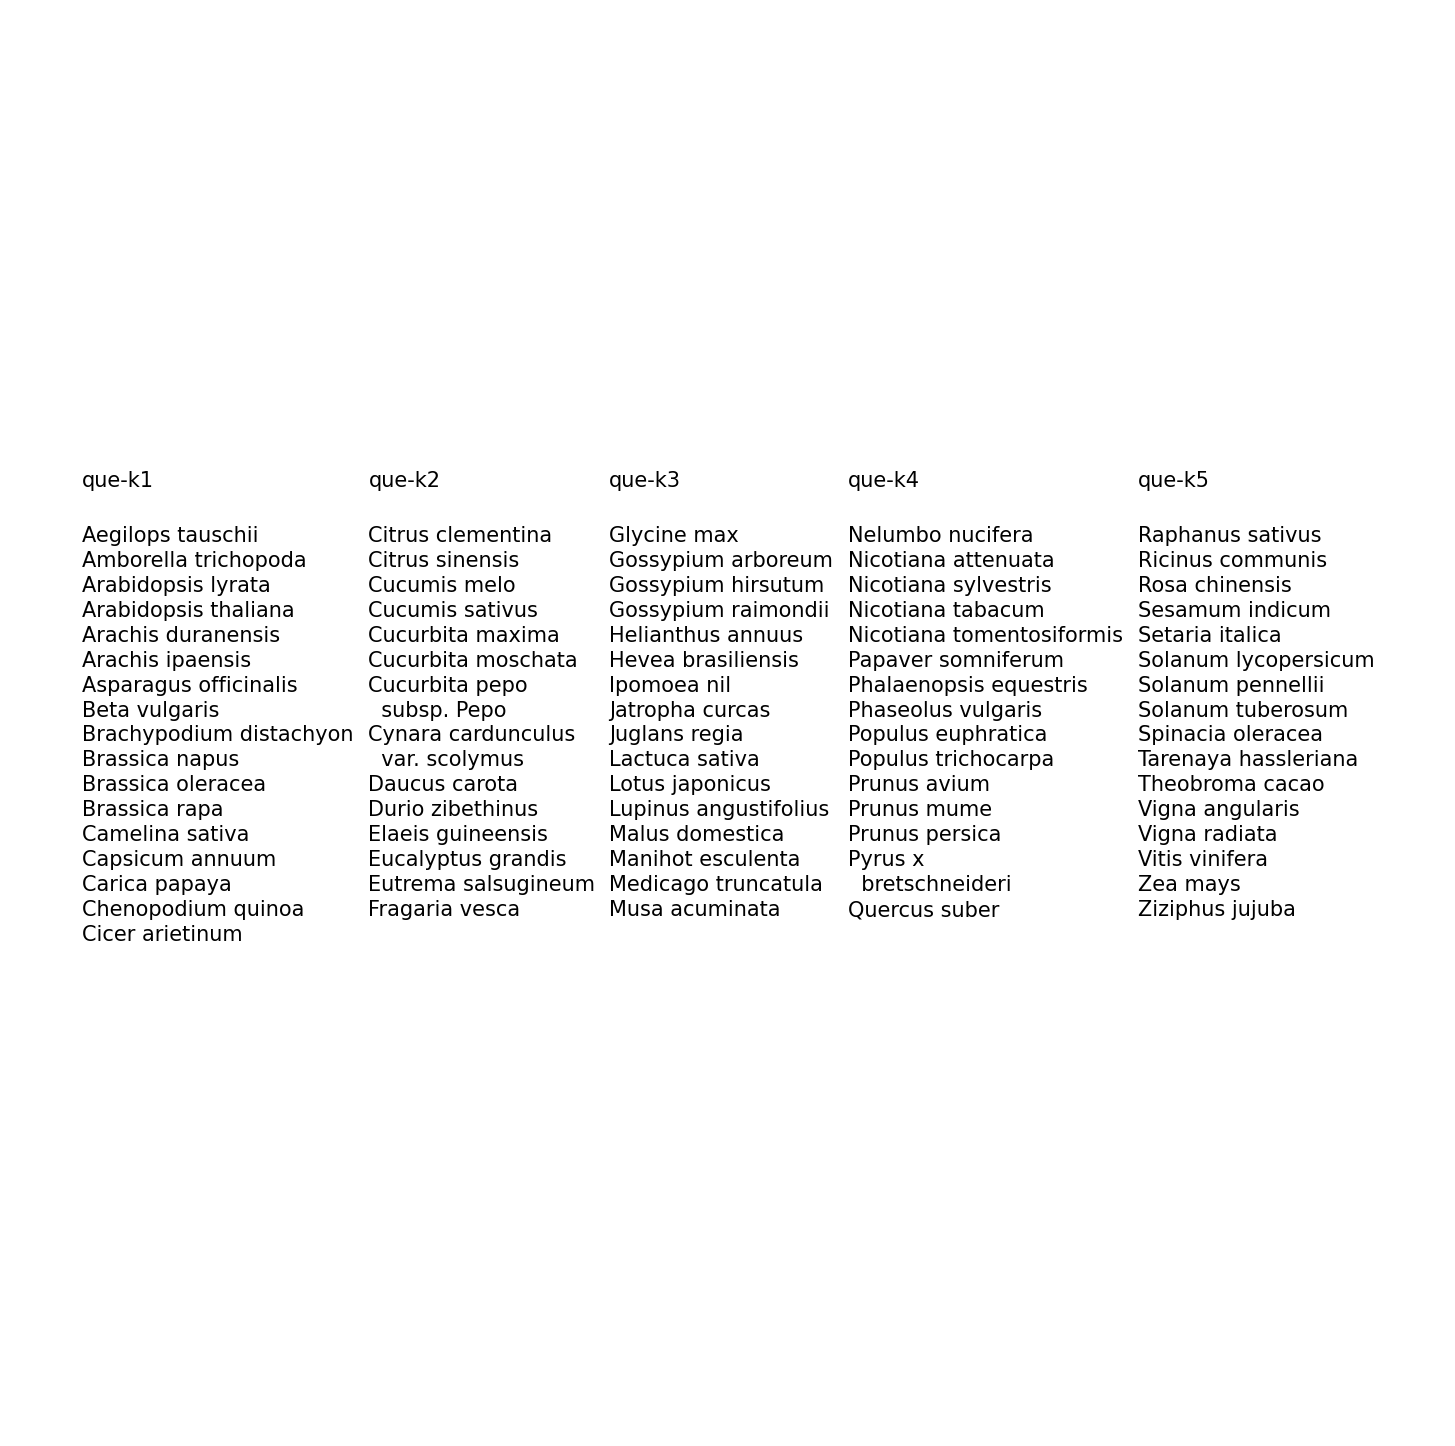 que-k1
Aegilops tauschii
Amborella trichopoda
Arabidopsis lyrata
Arabidopsis thaliana
Arachis duranensis
Arachis ipaensis
Asparagus officinalis
Beta vulgaris
Brachypodium distachyon
Brassica napus
Brassica oleracea
Brassica rapa
Camelina sativa
Capsicum annuum
Carica papaya
Chenopodium quinoa
Cicer arietinum
que-k2
Citrus clementina
Citrus sinensis
Cucumis melo
Cucumis sativus
Cucurbita maxima
Cucurbita moschata
Cucurbita pepo
subsp. Pepo
Cynara cardunculus
var. scolymus
Daucus carota
Durio zibethinus
Elaeis guineensis
Eucalyptus grandis
Eutrema salsugineum
Fragaria vesca
que-k3
Glycine max
Gossypium arboreum
Gossypium hirsutum
Gossypium raimondii
Helianthus annuus
Hevea brasiliensis
Ipomoea nil
Jatropha curcas
Juglans regia
Lactuca sativa
Lotus japonicus
Lupinus angustifolius
Malus domestica
Manihot esculenta
Medicago truncatula
Musa acuminata
que-k4
Nelumbo nucifera
Nicotiana attenuata
Nicotiana sylvestris
Nicotiana tabacum
Nicotiana tomentosiformis
Papaver somniferum
Phalaenopsis equestris
Phaseolus vulgaris
Populus euphratica
Populus trichocarpa
Prunus avium
Prunus mume
Prunus persica
Pyrus x
bretschneideri
Quercus suber
que-k5
Raphanus sativus
Ricinus communis
Rosa chinensis
Sesamum indicum
Setaria italica
Solanum lycopersicum
Solanum pennellii
Solanum tuberosum
Spinacia oleracea
Tarenaya hassleriana
Theobroma cacao
Vigna angularis
Vigna radiata
Vitis vinifera
Zea mays
Ziziphus jujuba